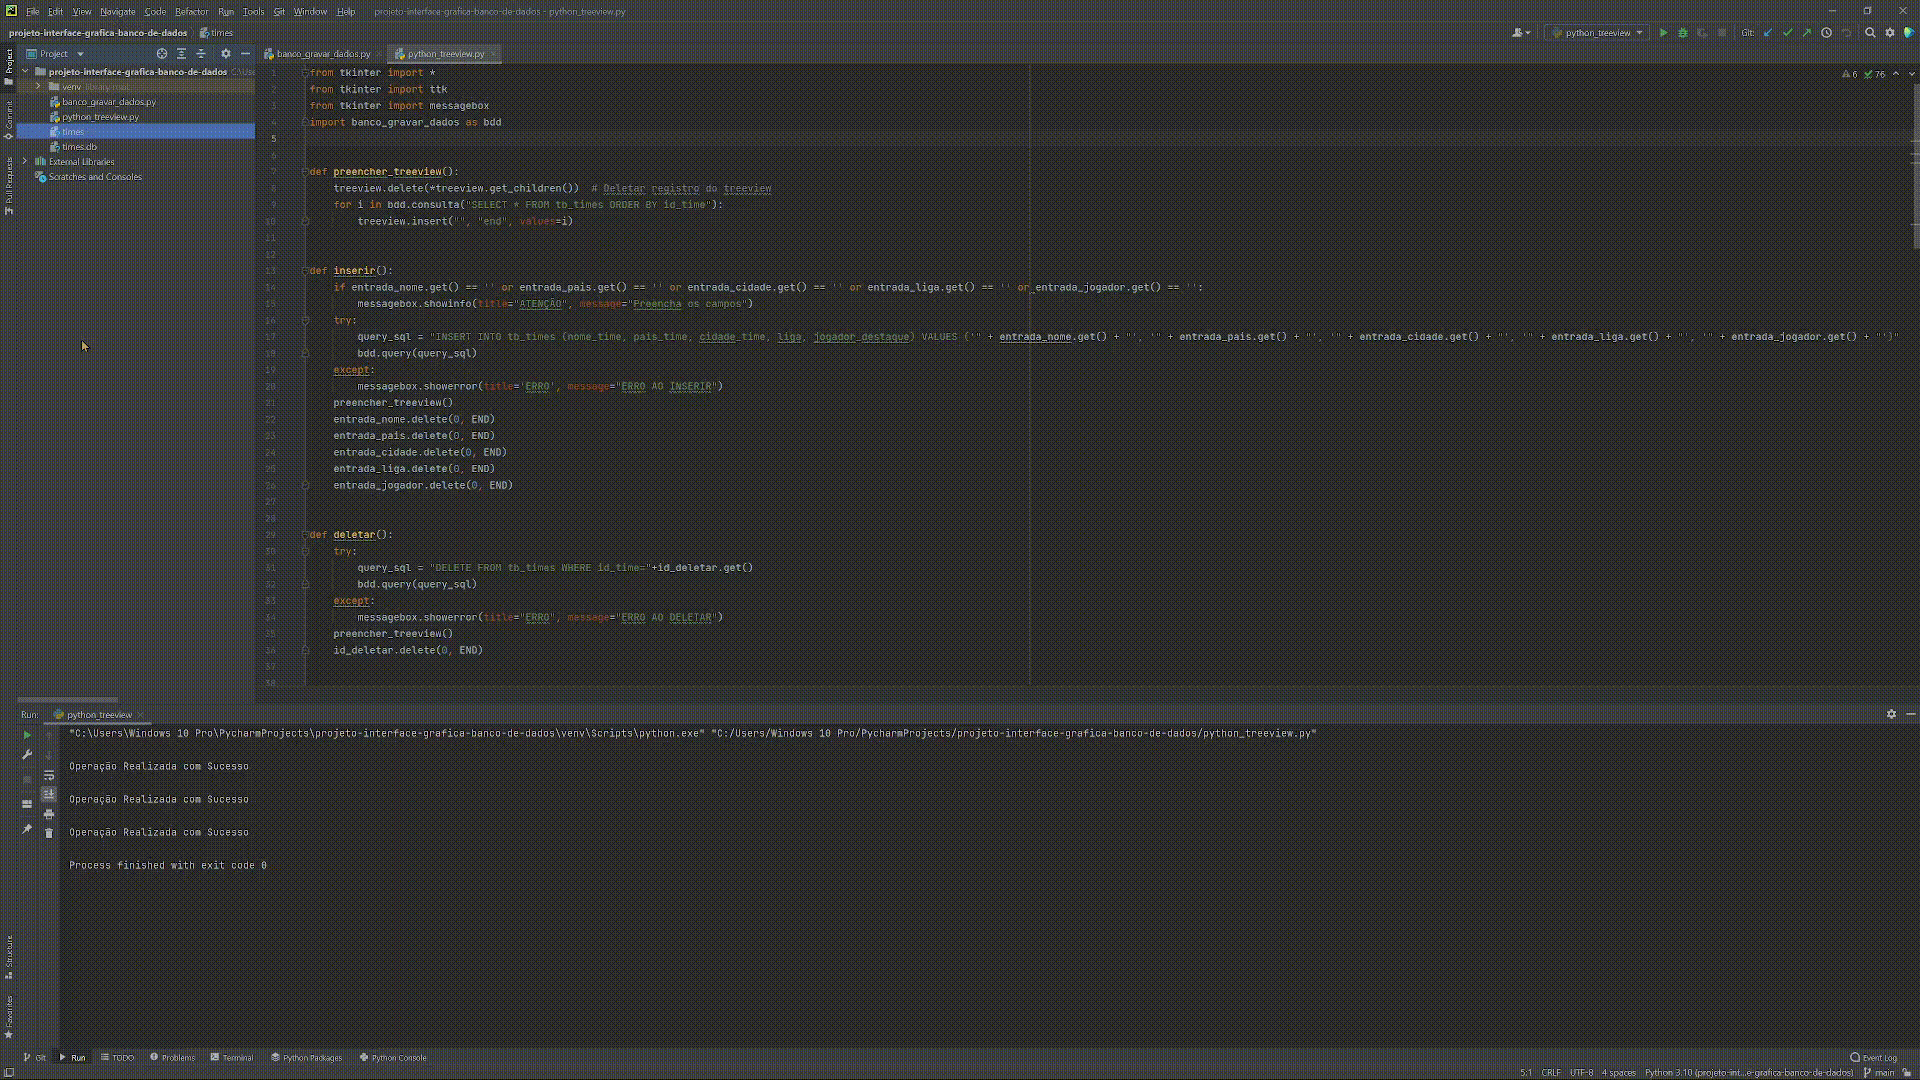 File Edit View Navigate Code Refactor Run Tools Git Window Help projeto-interface-grafica-banco-de-dados - python_treeview.py
projeto-interface-grafica-banco-de-dados times
python_treeview Git:
Project
banco_gravar_dados.py python_treeview.py
projeto-interface-grafica-banco-de-dados C:\Use
venv library root
banco_gravar_dados.py
python_treeview.py
times
times.db
External Libraries
Scratches and Consoles
Project
Commit
Pull Requests
6 76
1 from tkinter import *
2 from tkinter import ttk
3 from tkinter import messagebox
4 import banco_gravar_dados as bdd
5
6
7 def preencher_treeview():
8 treeview.delete(*treeview.get_children()) # Deletar registro do treeview
9 for i in bdd.consulta("SELECT * FROM tb_times ORDER BY id_time"):
10 treeview.insert("", "end", values=i)
11
12
13 def inserir():
14 if entrada_nome.get() == '' or entrada_pais.get() == '' or entrada_cidade.get() == '' or entrada_liga.get() == '' or entrada_jogador.get() == '':
15 messagebox.showinfo(title="ATENÇÃO", message="Preencha os campos")
16 try:
17 query_sql = "INSERT INTO tb_times (nome_time, pais_time, cidade_time, liga, jogador_destaque) VALUES ('" + entrada_nome.get() + "', '" + entrada_pais.get() + "', '" + entrada_cidade.get() + "', '" + entrada_liga.get() + "', '" + entrada_jogador.get() + "')"
18 bdd.query(query_sql)
19 except:
20 messagebox.showerror(title='ERRO', message="ERRO AO INSERIR")
21 preencher_treeview()
22 entrada_nome.delete(0, END)
23 entrada_pais.delete(0, END)
24 entrada_cidade.delete(0, END)
25 entrada_liga.delete(0, END)
26 entrada_jogador.delete(0, END)
27
28
29 def deletar():
30 try:
31 query_sql = "DELETE FROM tb_times WHERE id_time="+id_deletar.get()
32 bdd.query(query_sql)
33 except:
34 messagebox.showerror(title="ERRO", message="ERRO AO DELETAR")
35 preencher_treeview()
36 id_deletar.delete(0, END)
37
38
Run: python_treeview
"C:\Users\Windows 10 Pro\PycharmProjects\projeto-interface-grafica-banco-de-dados\venv\Scripts\python.exe" "C:/Users/Windows 10 Pro/PycharmProjects/projeto-interface-grafica-banco-de-dados/python_treeview.py"
Operação Realizada com Sucesso
Operação Realizada com Sucesso
Operação Realizada com Sucesso
Process finished with exit code 0
Structure
Favorites
Git Run TODO Problems Terminal Python Packages Python Console Event Log
5:1 CRLF UTF-8 4 spaces Python 3.10 (projeto-int...e-grafica-banco-de-dados) main